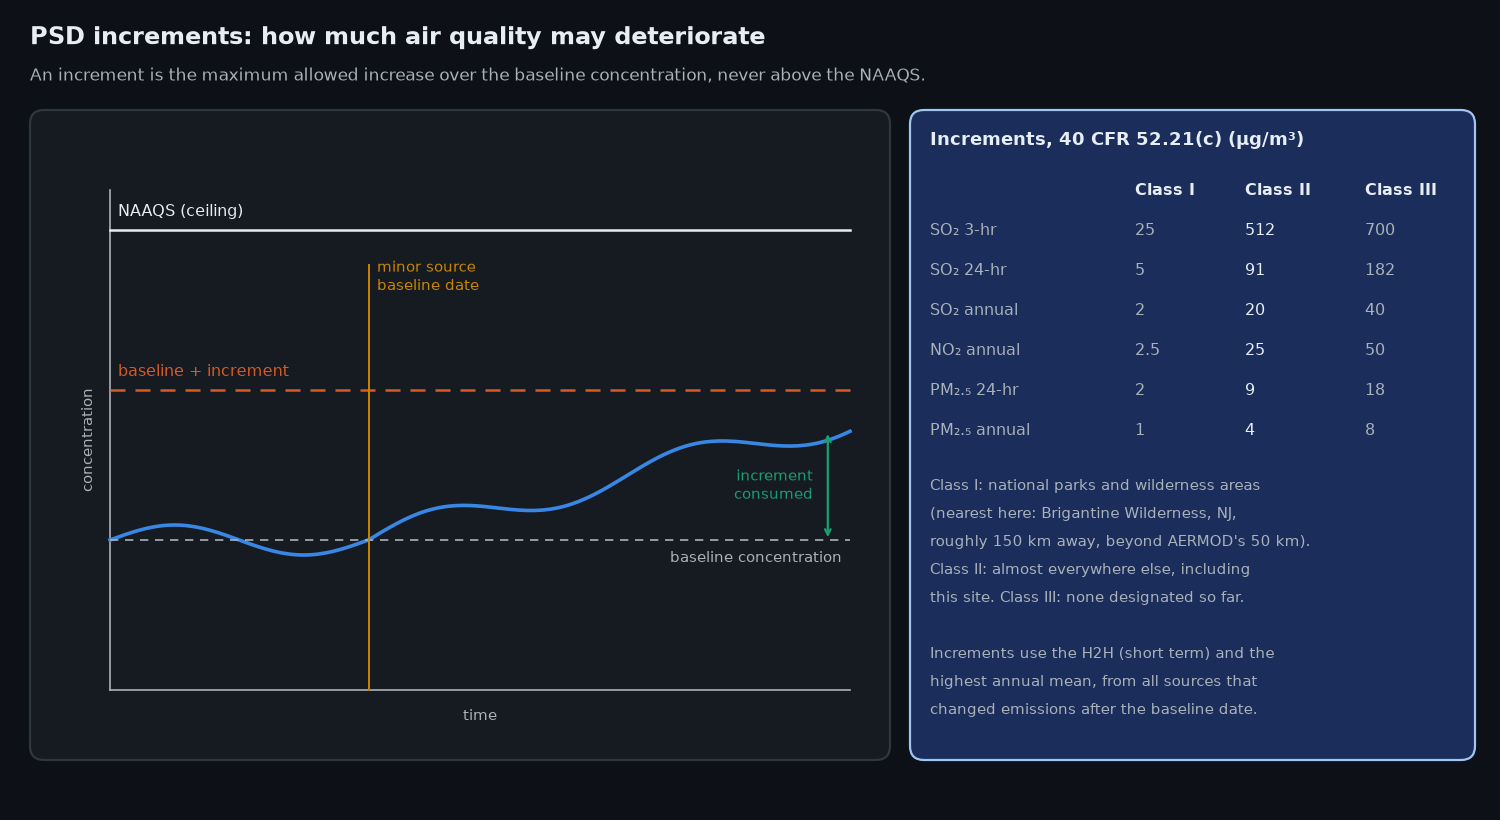 PSD increments: how much air quality may deteriorate
An increment is the maximum allowed increase over the baseline concentration, never above the NAAQS.
NAAQS (ceiling)
minor source
baseline date
baseline + increment
concentration
increment
consumed
baseline concentration
time
Increments, 40 CFR 52.21(c) (µg/m³)
Class I Class II Class III
SO₂ 3-hr 25 512 700
SO₂ 24-hr 5 91 182
SO₂ annual 2 20 40
NO₂ annual 2.5 25 50
PM₂.₅ 24-hr 2 9 18
PM₂.₅ annual 1 4 8
Class I: national parks and wilderness areas
(nearest here: Brigantine Wilderness, NJ,
roughly 150 km away, beyond AERMOD's 50 km).
Class II: almost everywhere else, including
this site. Class III: none designated so far.
Increments use the H2H (short term) and the
highest annual mean, from all sources that
changed emissions after the baseline date.